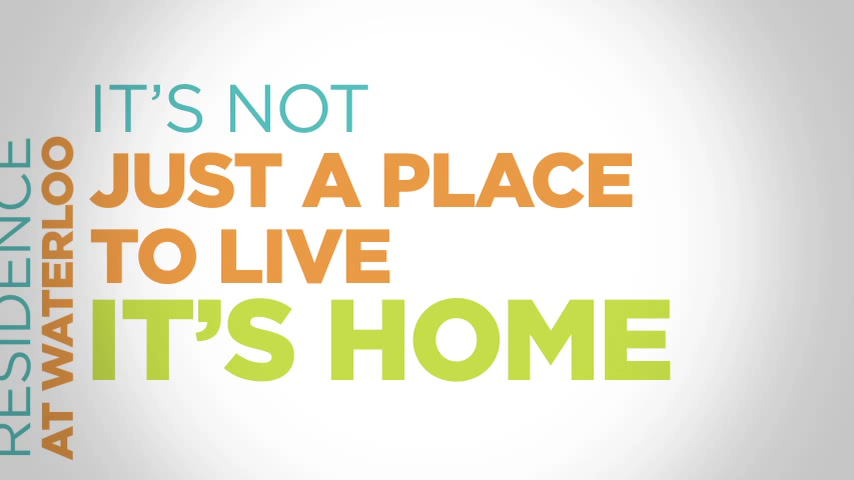 RESIDENCE
AT WATERLOO
IT’S NOT
JUST A PLACE
TO LIVE
IT’S HOME